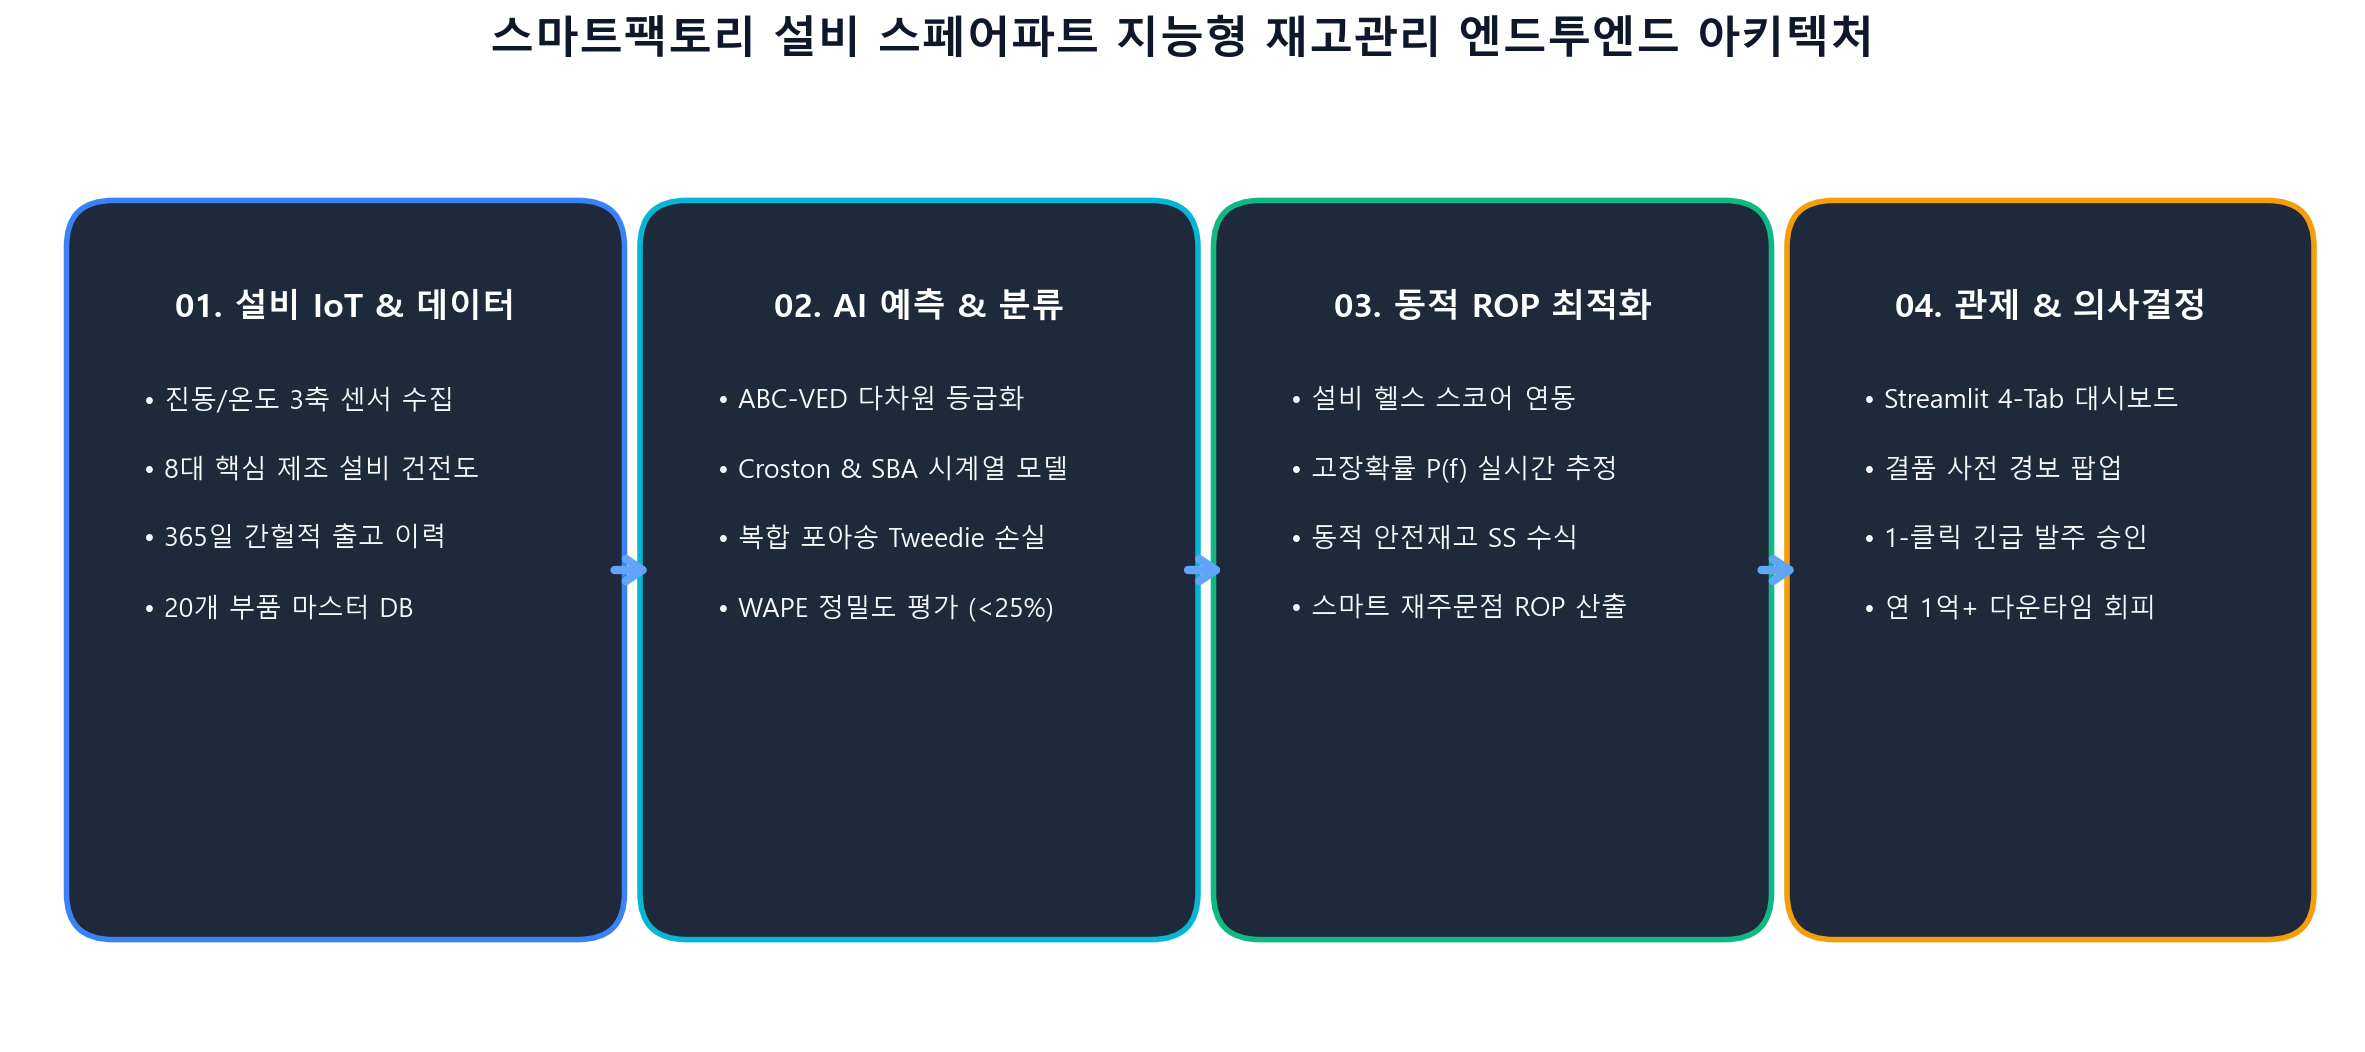 스마트팩토리 설비 스페어파트 지능형 재고관리 엔드투엔드 아키텍처
01. 설비 IoT & 데이터
• 진동/온도 3축 센서 수집
• 8대 핵심 제조 설비 건전도
• 365일 간헐적 출고 이력
• 20개 부품 마스터 DB
02. AI 예측 & 분류
• ABC-VED 다차원 등급화
• Croston & SBA 시계열 모델
• 복합 포아송 Tweedie 손실
• WAPE 정밀도 평가 (<25%)
03. 동적 ROP 최적화
• 설비 헬스 스코어 연동
• 고장확률 P(f) 실시간 추정
• 동적 안전재고 SS 수식
• 스마트 재주문점 ROP 산출
04. 관제 & 의사결정
• Streamlit 4-Tab 대시보드
• 결품 사전 경보 팝업
• 1-클릭 긴급 발주 승인
• 연 1억+ 다운타임 회피